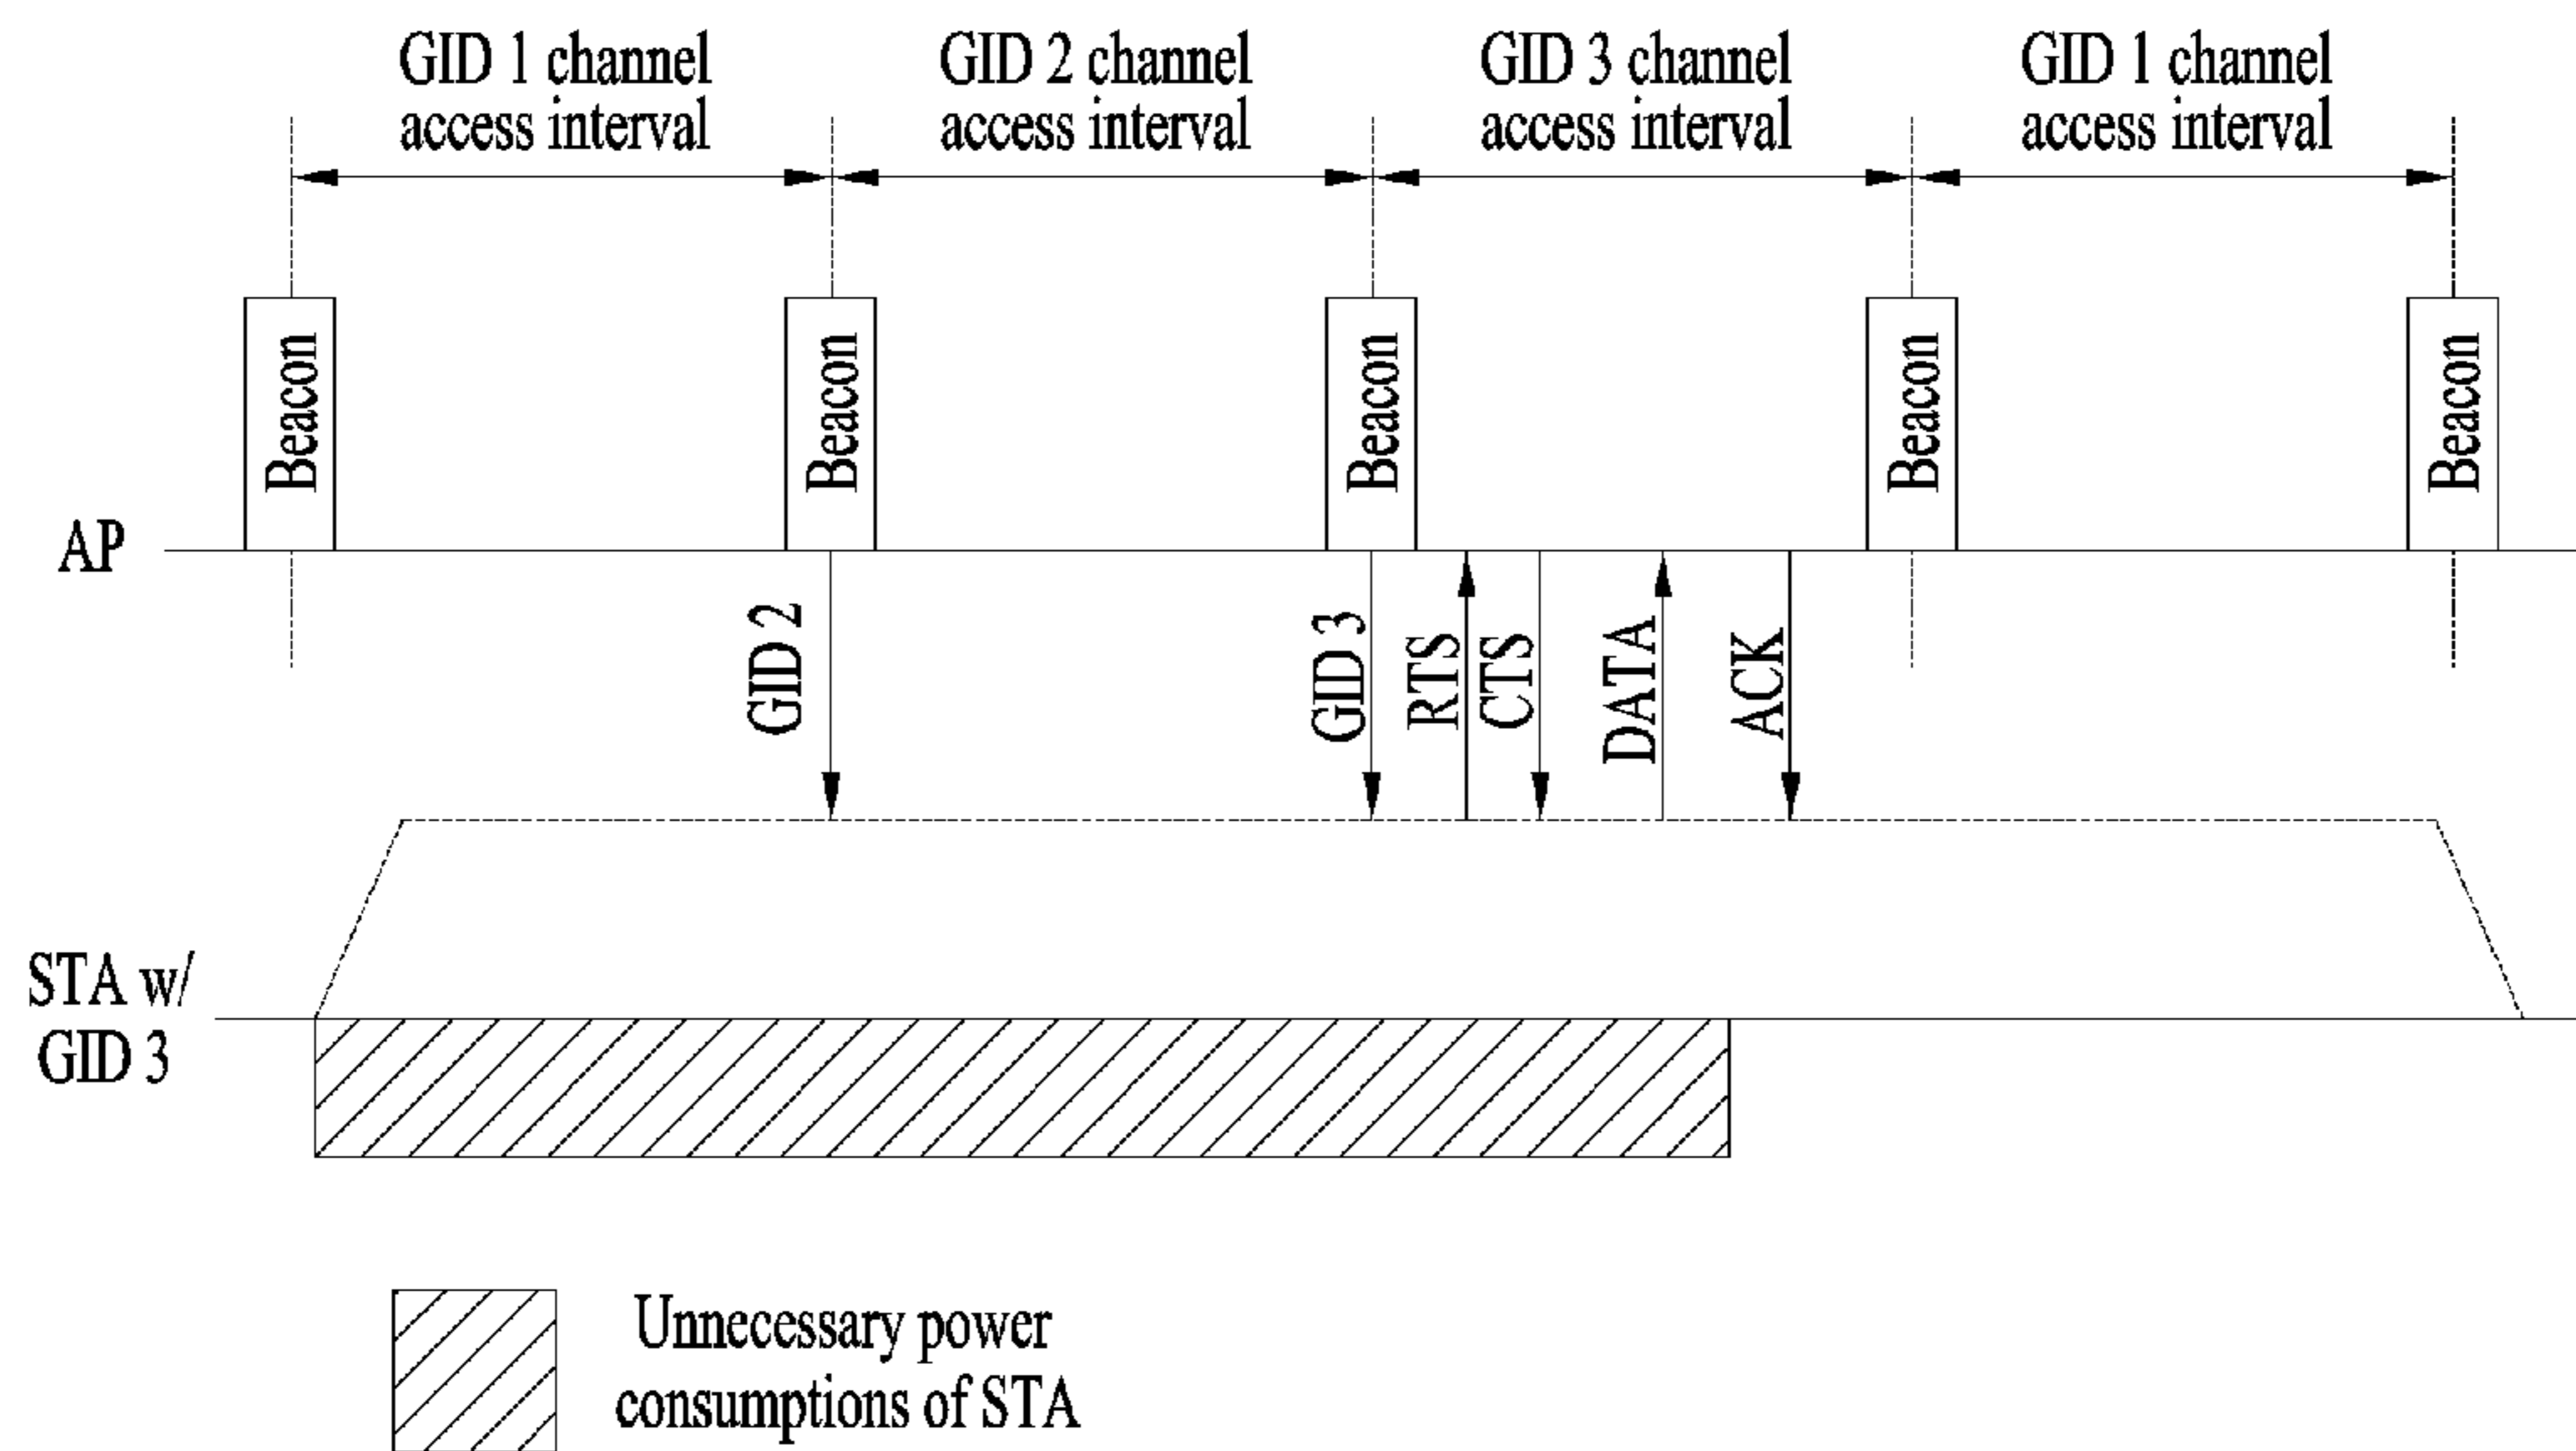 GID 1 channel
access interval
GID 2 channel
access interval
GID 3 channel
access interval
GID 1 channel
access interval
Beacon
Beacon
Beacon
Beacon
Beacon
AP
GID 2
GID 3
RTS
CTS
DATA
ACK
STA w/
GID 3
Unnecessary power
consumptions of STA